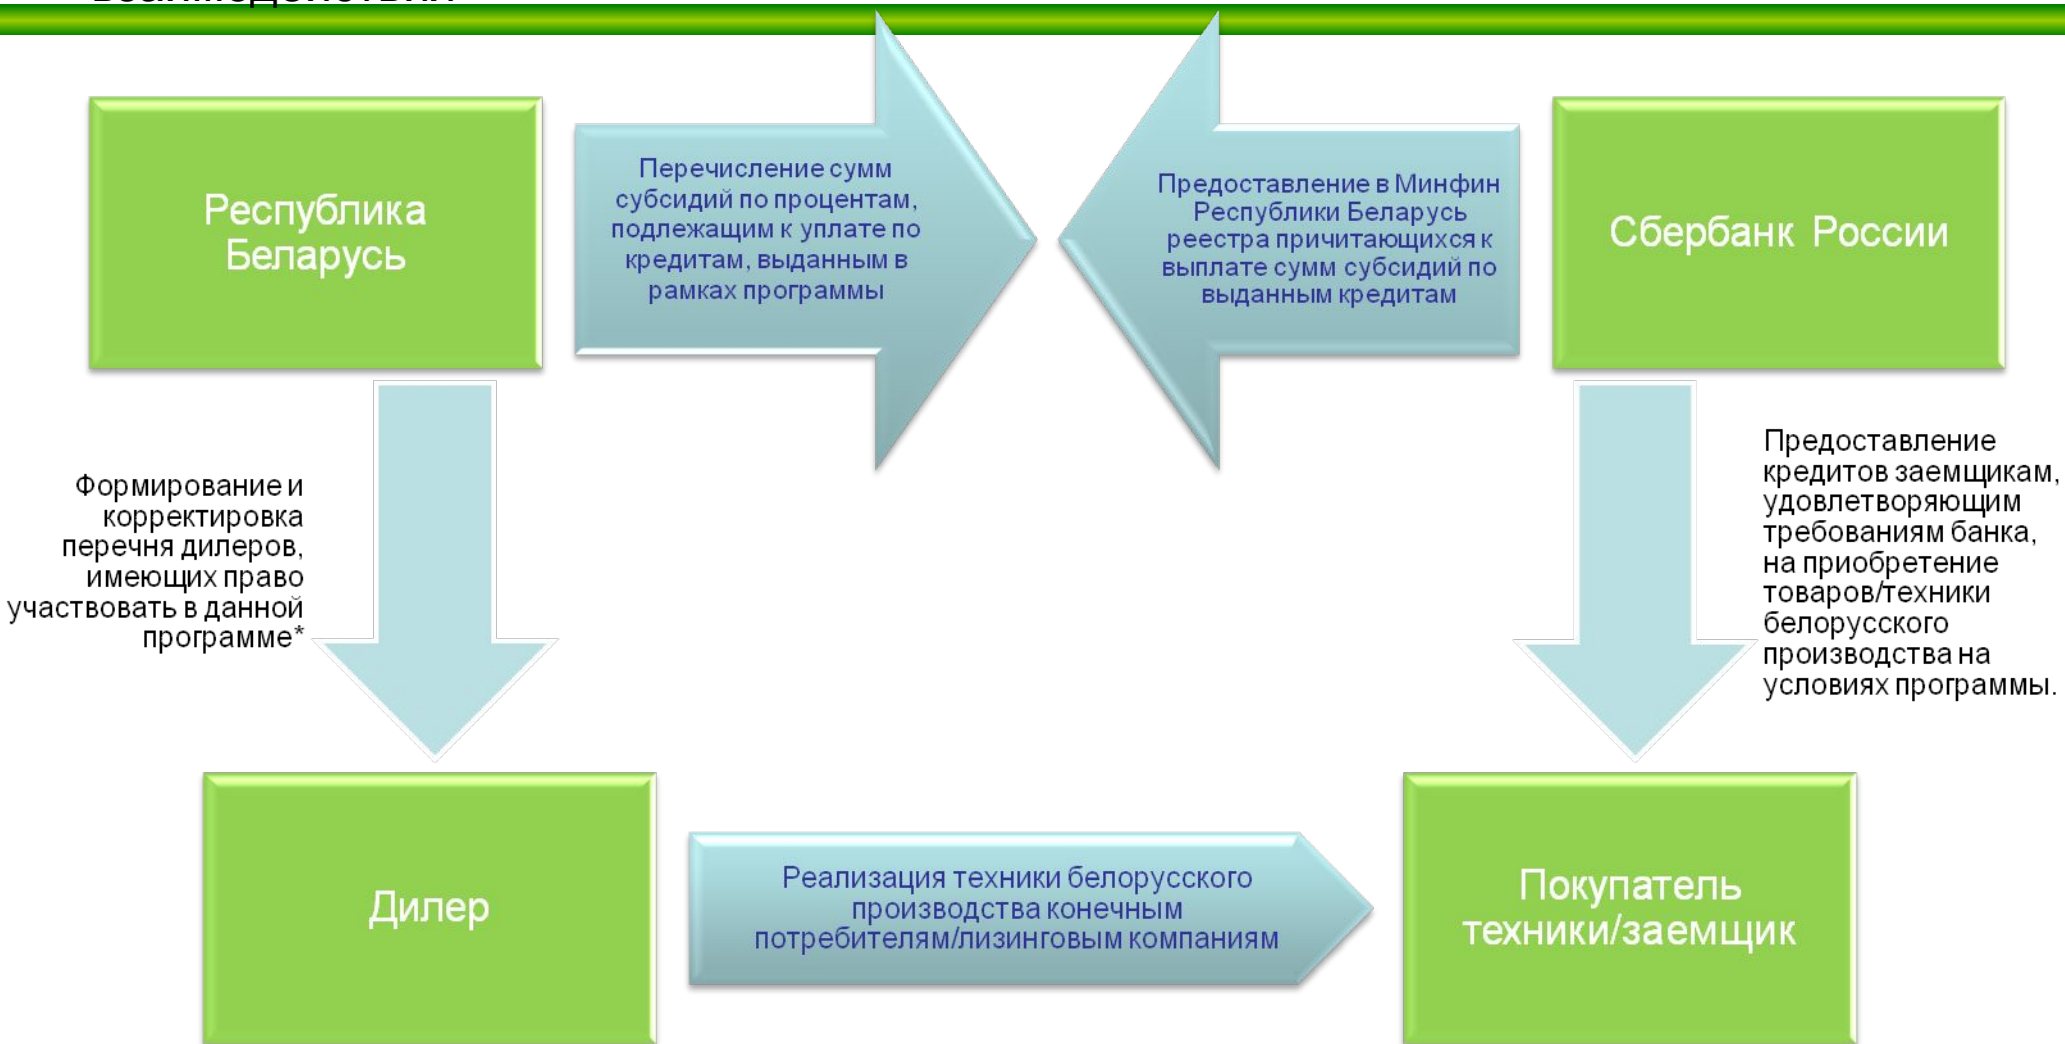 взаимодействия
Республика
Беларусь
Перечисление сумм
субсидий по процентам,
подлежащим к уплате по
кредитам, выданным в
рамках программы
Предоставление в Минфин
Республики Беларусь
реестра причитающихся к
выплате сумм субсидий по
выданным кредитам
Сбербанк России
Формирование и
корректировка
перечня дилеров,
имеющих право
участвовать в данной
программе*
Предоставление
кредитов заемщикам,
удовлетворяющим
требованиям банка,
на приобретение
товаров/техники
белорусского
производства на
условиях программы.
Дилер
Реализация техники белорусского
производства конечным
потребителям/лизинговым компаниям
Покупатель
техники/заемщик